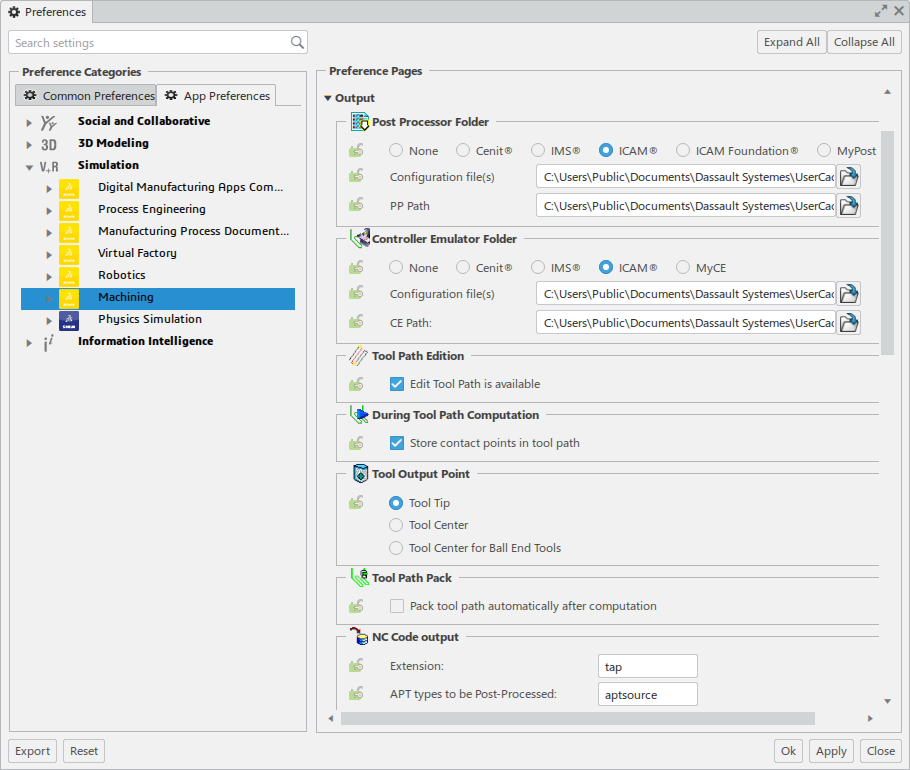 Preferences
Search settings
Expand All
Collapse All
Preference Categories
Common Preferences
App Preferences
Social and Collaborative
3D
3D Modeling
V+R
Simulation
Digital Manufacturing Apps Com...
Process Engineering
Manufacturing Process Document...
Virtual Factory
Robotics
Machining
Physics Simulation
Information Intelligence
Preference Pages
Output
Post Processor Folder
None Cenit® IMS® ICAM® ICAM Foundation® MyPost
Configuration file(s) C:\Users\Public\Documents\Dassault Systemes\UserCac
PP Path C:\Users\Public\Documents\Dassault Systemes\UserCac
Controller Emulator Folder
None Cenit® IMS® ICAM® MyCE
Configuration file(s) C:\Users\Public\Documents\Dassault Systemes\UserCac
CE Path: C:\Users\Public\Documents\Dassault Systemes\UserCac
Tool Path Edition
Edit Tool Path is available
During Tool Path Computation
Store contact points in tool path
Tool Output Point
Tool Tip
Tool Center
Tool Center for Ball End Tools
Tool Path Pack
Pack tool path automatically after computation
NC Code output
Extension: tap
APT types to be Post-Processed: aptsource
Export
Reset
Ok
Apply
Close